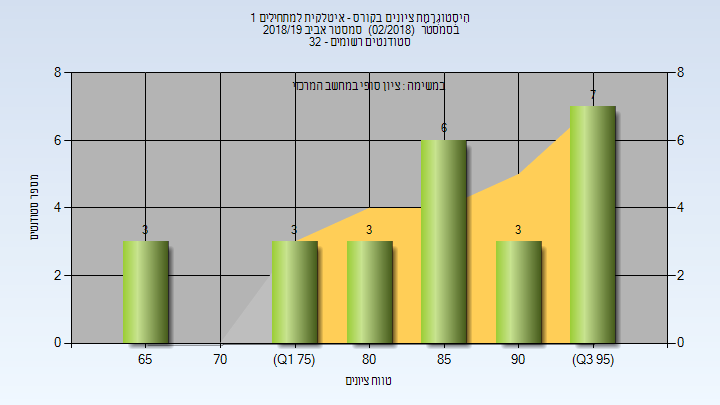 היסטוגרמת ציונים בקורס - איטלקית למתחילים 1
בסמסטר (02/2018) סמסטר אביב 2018/19
סטודנטים רשומים - 32
במשימה : ציון סופי במחשב המרכזי
מספר סטודנטים
8
6
4
2
0
8
6
4
2
0
3
3
3
6
3
7
65
70
(Q1 75)
80
85
90
(Q3 95)
טווח ציונים